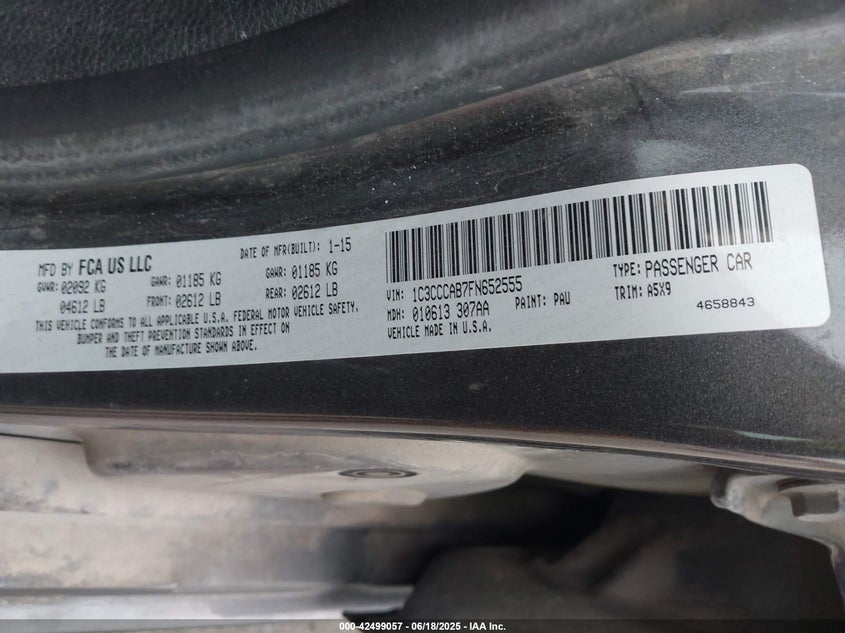 MFD BY FCA US LLC DATE OF MFR(BUILT): 1-15
GVWR: 02092 KG GAWR: 01185 KG GAWR: 01185 KG
04612 LB FRONT: 02612 LB REAR: 02612 LB
THIS VEHICLE CONFORMS TO ALL APPLICABLE U.S.A. FEDERAL MOTOR VEHICLE SAFETY,
BUMPER AND THEFT PREVENTION STANDARDS IN EFFECT ON
THE DATE OF MANUFACTURE SHOWN ABOVE.
VIN: 1C3CCCAB7FN652555 TYPE: PASSENGER CAR
MDH: 010613 307AA PAINT: PAU TRIM: A5X9
VEHICLE MADE IN U.S.A. 4658843
000-42499057 - 06/18/2025 - IAA Inc.